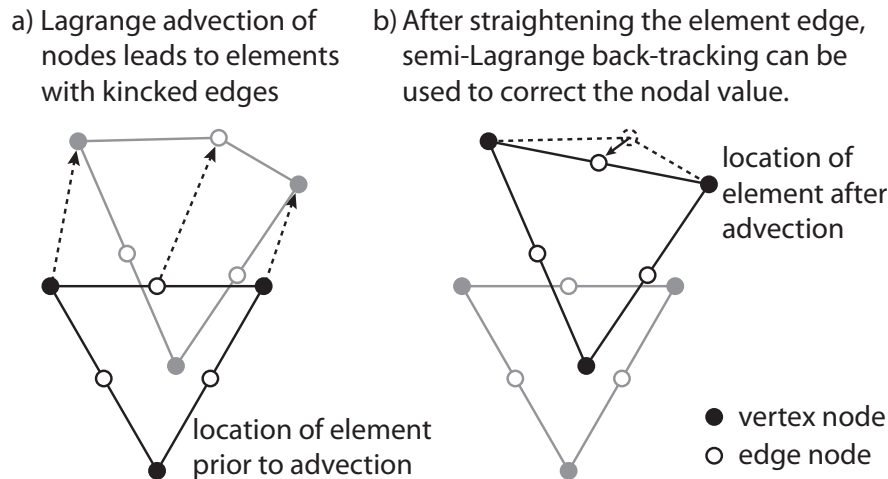 a) Lagrange advection of
nodes leads to elements
with kincked edges
b) After straightening the element edge,
semi-Lagrange back-tracking can be
used to correct the nodal value.
location of
element after
advection
location of element
prior to advection
vertex node
edge node